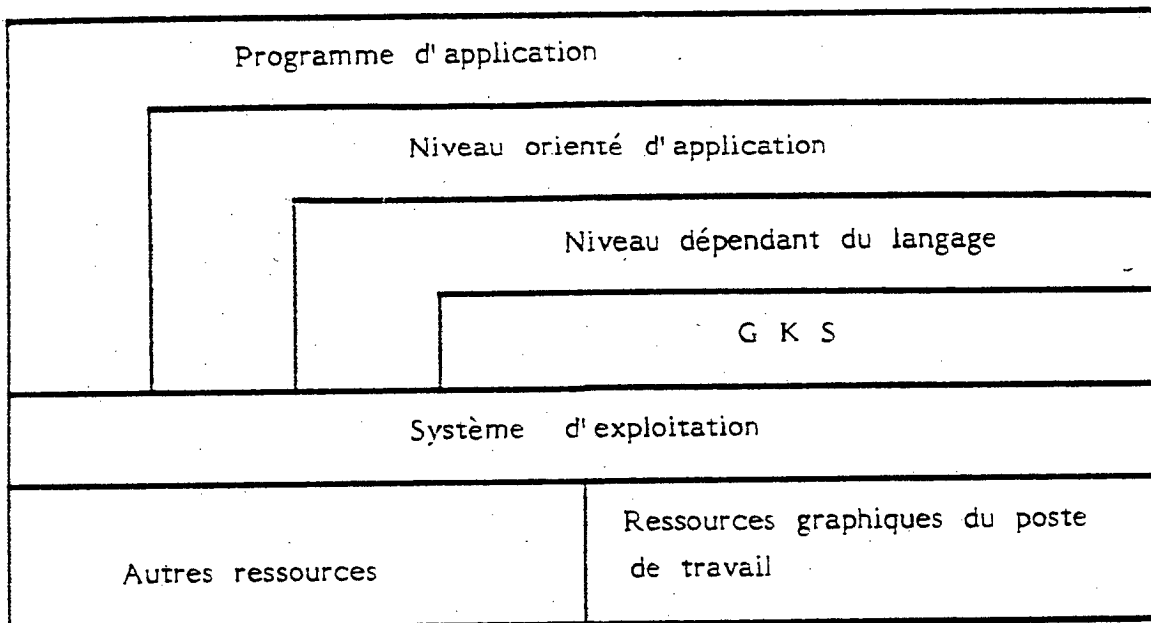 Programme d'application
Niveau orienté d'application
Niveau dépendant du langage
G K S
Système d'exploitation
Autres ressources
Ressources graphiques du poste
de travail